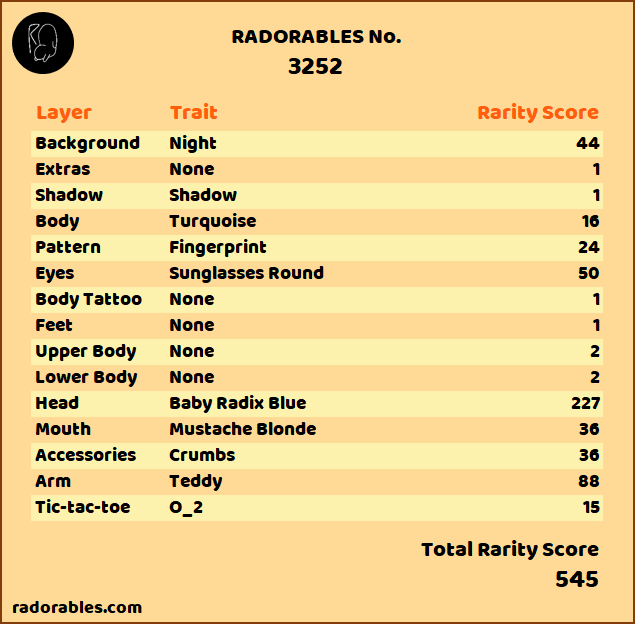 RADORABLES No.
3252
Layer Trait Rarity Score
Background Night 44
Extras None 1
Shadow Shadow 1
Body Turquoise 16
Pattern Fingerprint 24
Eyes Sunglasses Round 50
Body Tattoo None 1
Feet None 1
Upper Body None 2
Lower Body None 2
Head Baby Radix Blue 227
Mouth Mustache Blonde 36
Accessories Crumbs 36
Arm Teddy 88
Tic-tac-toe O_2 15
Total Rarity Score
545
radorables.com